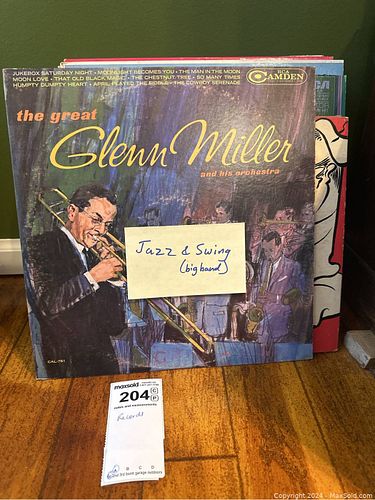 JUKEBOX SATURDAY NIGHT • MOONLIGHT BECOMES YOU • THE MAN IN THE MOON
MOON LOVE • THAT OLD BLACK MAGIC • THE CHESTNUT TREE • SO MANY TIMES
HUMPTY DUMPTY HEART • APRIL PLAYED THE FIDDLE • THE COWBOY SERENADE
RCA
CAMDEN
the great
Glenn Miller
and his orchestra
Jazz & Swing
(big band)
CAL-751
maxsold
204
C
P
Records
A B C D
Copyright 2024 - MaxSold.com